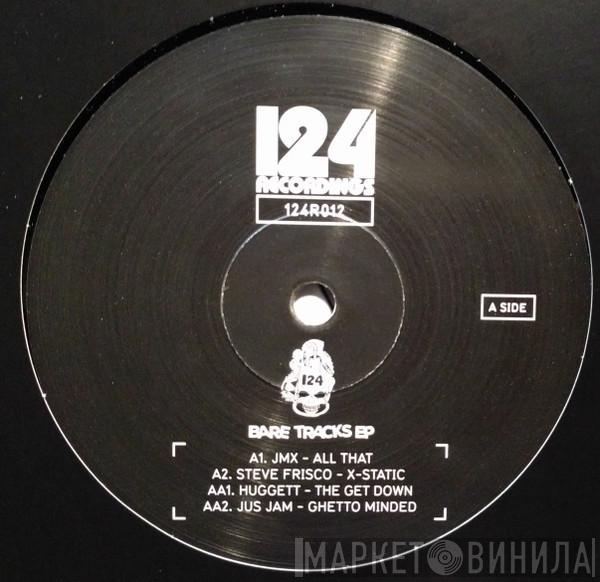 124
RECORDINGS
124R012
A SIDE
124
BARE TRACKS EP
A1. JMX - ALL THAT
A2. STEVE FRISCO - X-STATIC
AA1. HUGGETT - THE GET DOWN
AA2. JUS JAM - GHETTO MINDED
МАРКЕТ ВИНИЛА